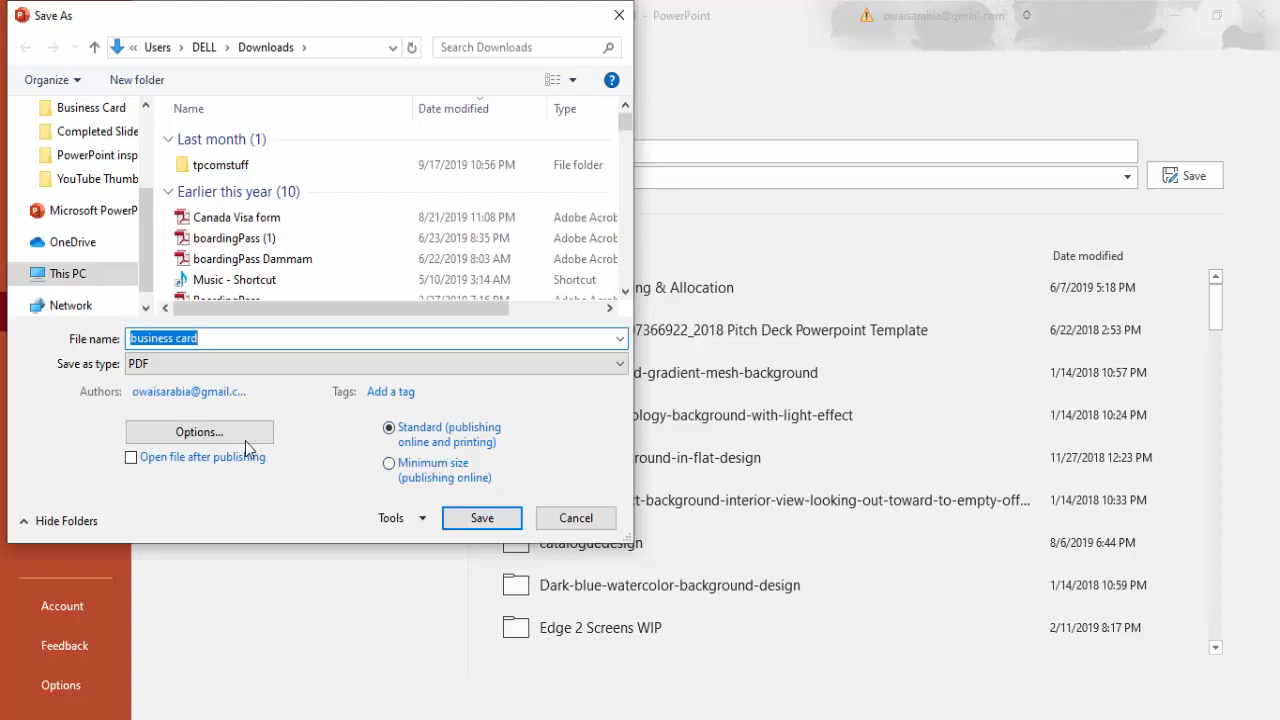 Save As
- PowerPoint
owaisarabia@gmail.com
O
« Users > DELL > Downloads >
Search Downloads
Organize
New folder
?
Name
Date modified
Type
Business Card
Completed Slide
PowerPoint insp
YouTube Thumb
Microsoft PowerP
OneDrive
This PC
Network
Last month (1)
tpcomstuff
9/17/2019 10:56 PM
File folder
Earlier this year (10)
Canada Visa form
8/21/2019 11:08 PM
Adobe Acrob
boardingPass (1)
6/23/2019 8:35 PM
Adobe Acrob
boardingPass Dammam
6/22/2019 8:03 AM
Adobe Acrob
Music - Shortcut
5/10/2019 3:14 AM
Shortcut
File name:
business card
Save as type:
PDF
Authors:
owaisarabia@gmail.c...
Tags:
Add a tag
Options...
Open file after publishing
Standard (publishing
online and printing)
Minimum size
(publishing online)
Hide Folders
Tools
Save
Cancel
Save
Date modified
ng & Allocation
6/7/2019 5:18 PM
07366922_2018 Pitch Deck Powerpoint Template
6/22/2018 2:53 PM
d-gradient-mesh-background
1/14/2018 10:57 PM
ology-background-with-light-effect
1/14/2018 10:24 PM
round-in-flat-design
11/27/2018 12:23 PM
ct-background-interior-view-looking-out-toward-to-empty-off...
1/14/2018 10:33 PM
cataloguedesign
8/6/2019 6:44 PM
Dark-blue-watercolor-background-design
1/14/2018 10:59 PM
Edge 2 Screens WIP
2/11/2019 8:17 PM
Account
Feedback
Options